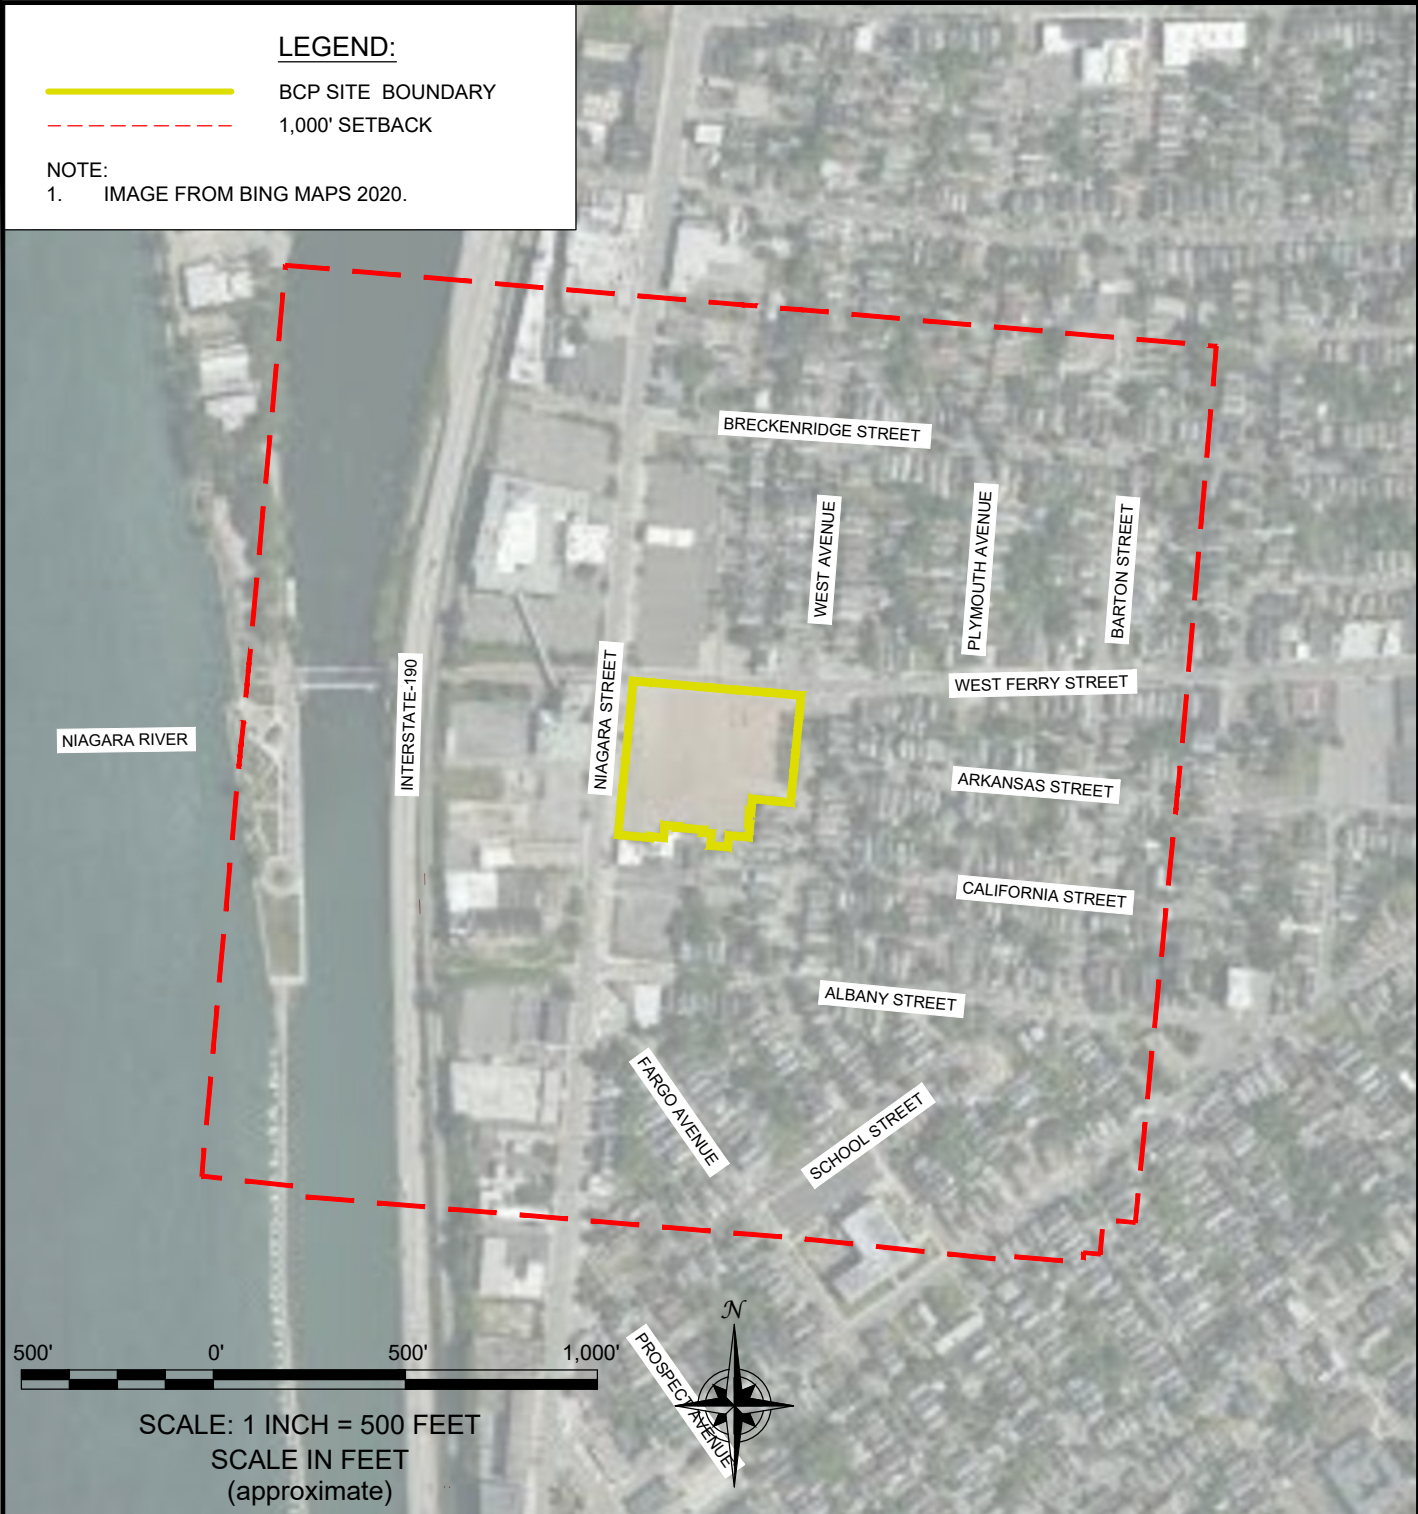 LEGEND:
BCP SITE BOUNDARY
1,000' SETBACK
NOTE:
1. IMAGE FROM BING MAPS 2020.
BRECKENRIDGE STREET
WEST AVENUE
PLYMOUTH AVENUE
BARTON STREET
NIAGARA STREET
INTERSTATE-190
WEST FERRY STREET
NIAGARA RIVER
ARKANSAS STREET
CALIFORNIA STREET
ALBANY STREET
FARGO AVENUE
SCHOOL STREET
PROSPECT AVENUE
N
500' 0' 500' 1,000'
SCALE: 1 INCH = 500 FEET
SCALE IN FEET
(approximate)